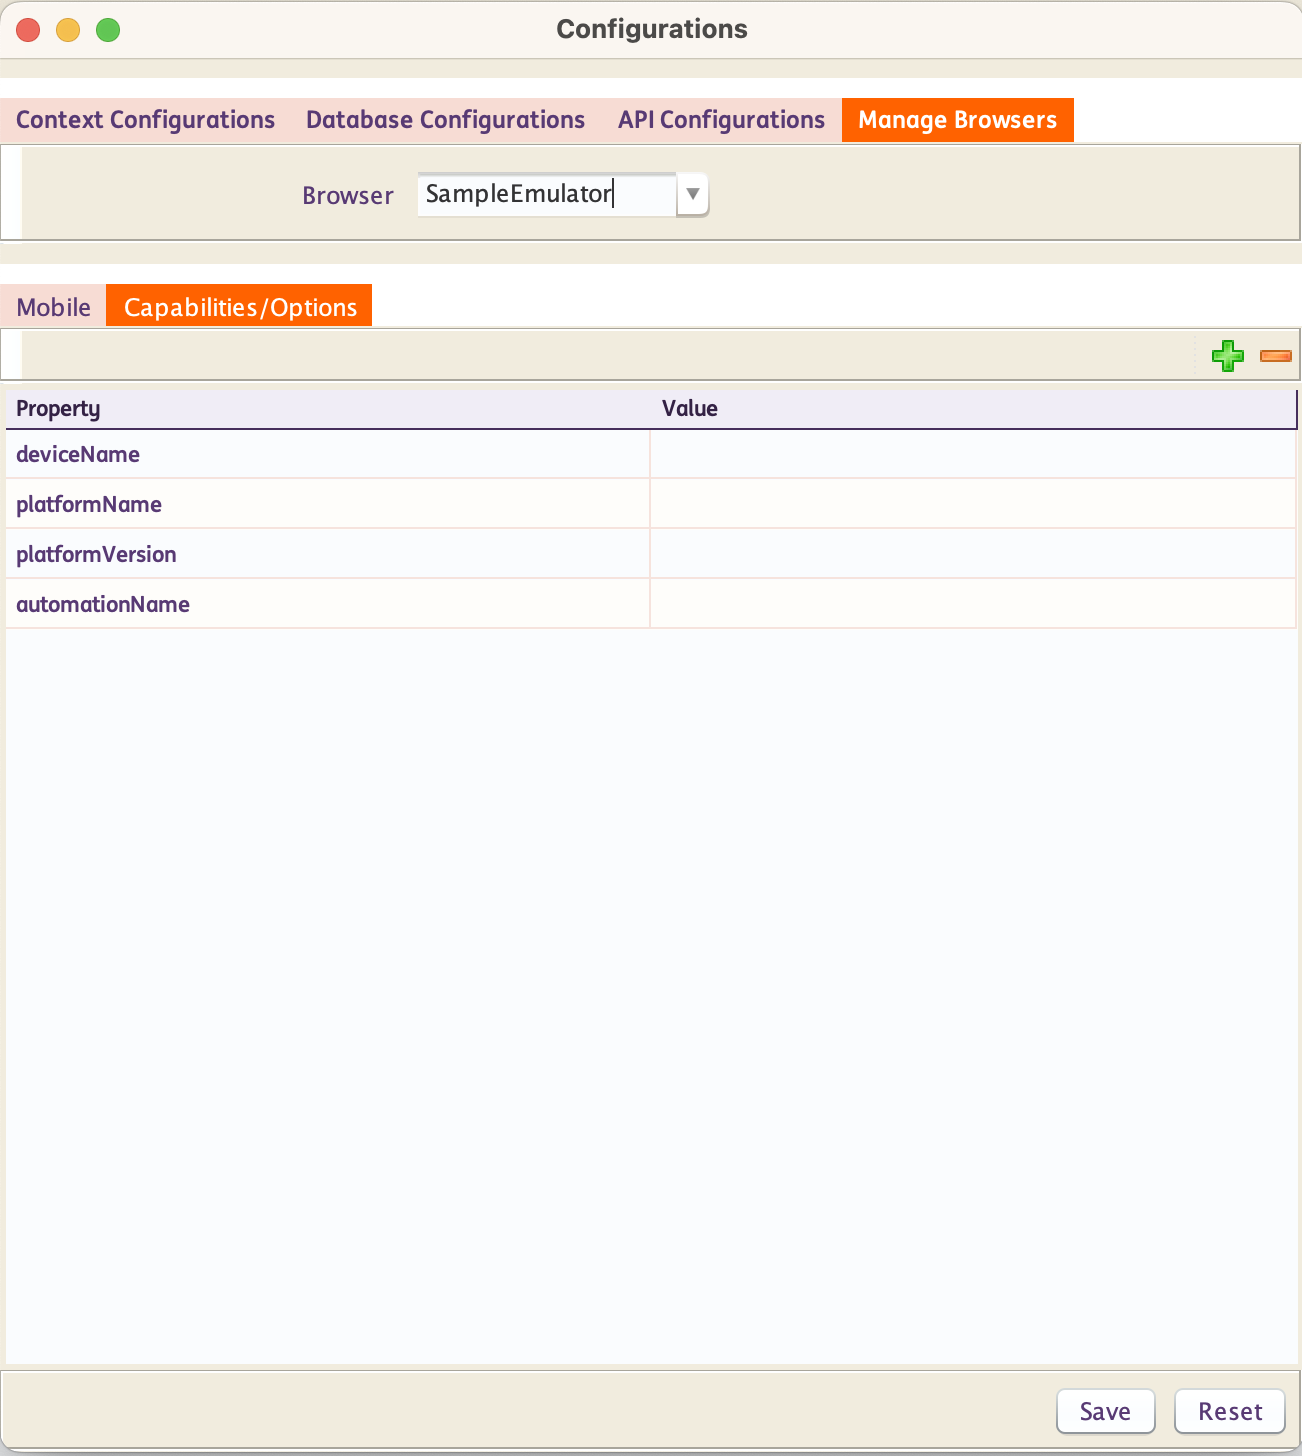 Configurations
Context Configurations Database Configurations API Configurations Manage Browsers
Browser SampleEmulator
Mobile Capabilities/Options
Property Value
deviceName
platformName
platformVersion
automationName
Save Reset